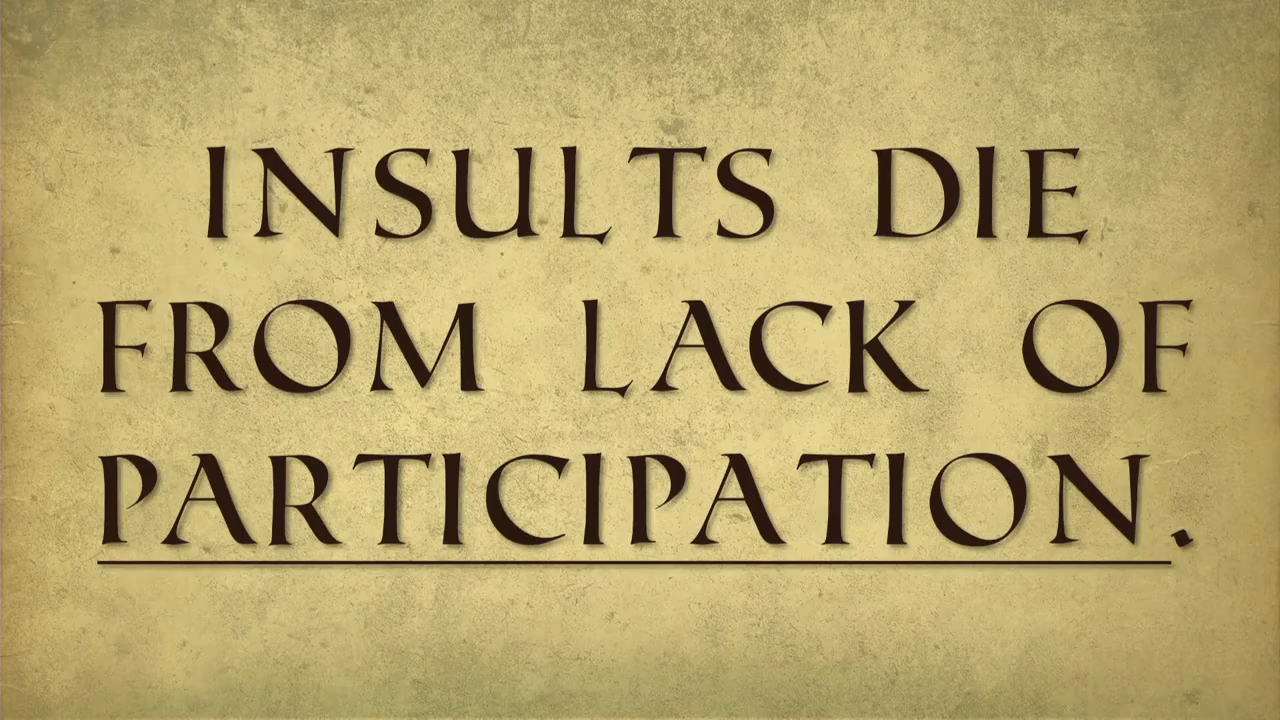 INSULTS DIE
FROM LACK OF
PARTICIPATION.